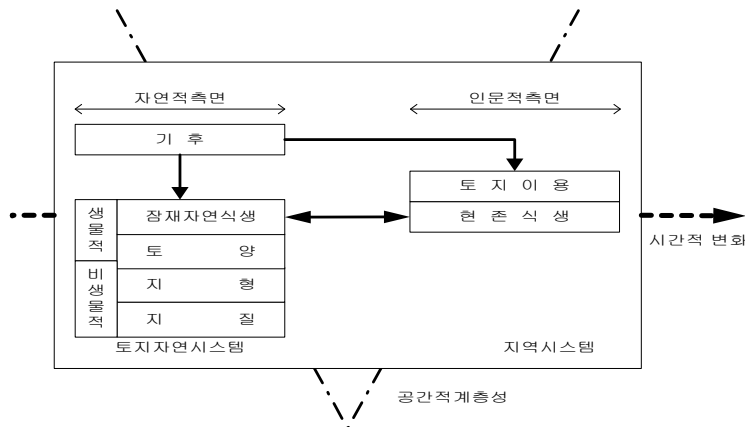 자연적측면
인문적측면
기 후
토 지 이 용
현 존 식 생
생물적
잠재자연식생
토 양
비생물적
지 형
지 질
토지자연시스템
지역시스템
시간적 변화
공간적계층성